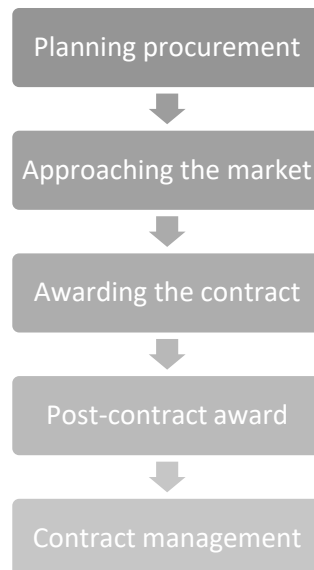 Planning procurement
Approaching the market
Awarding the contract
Post-contract award
Contract management